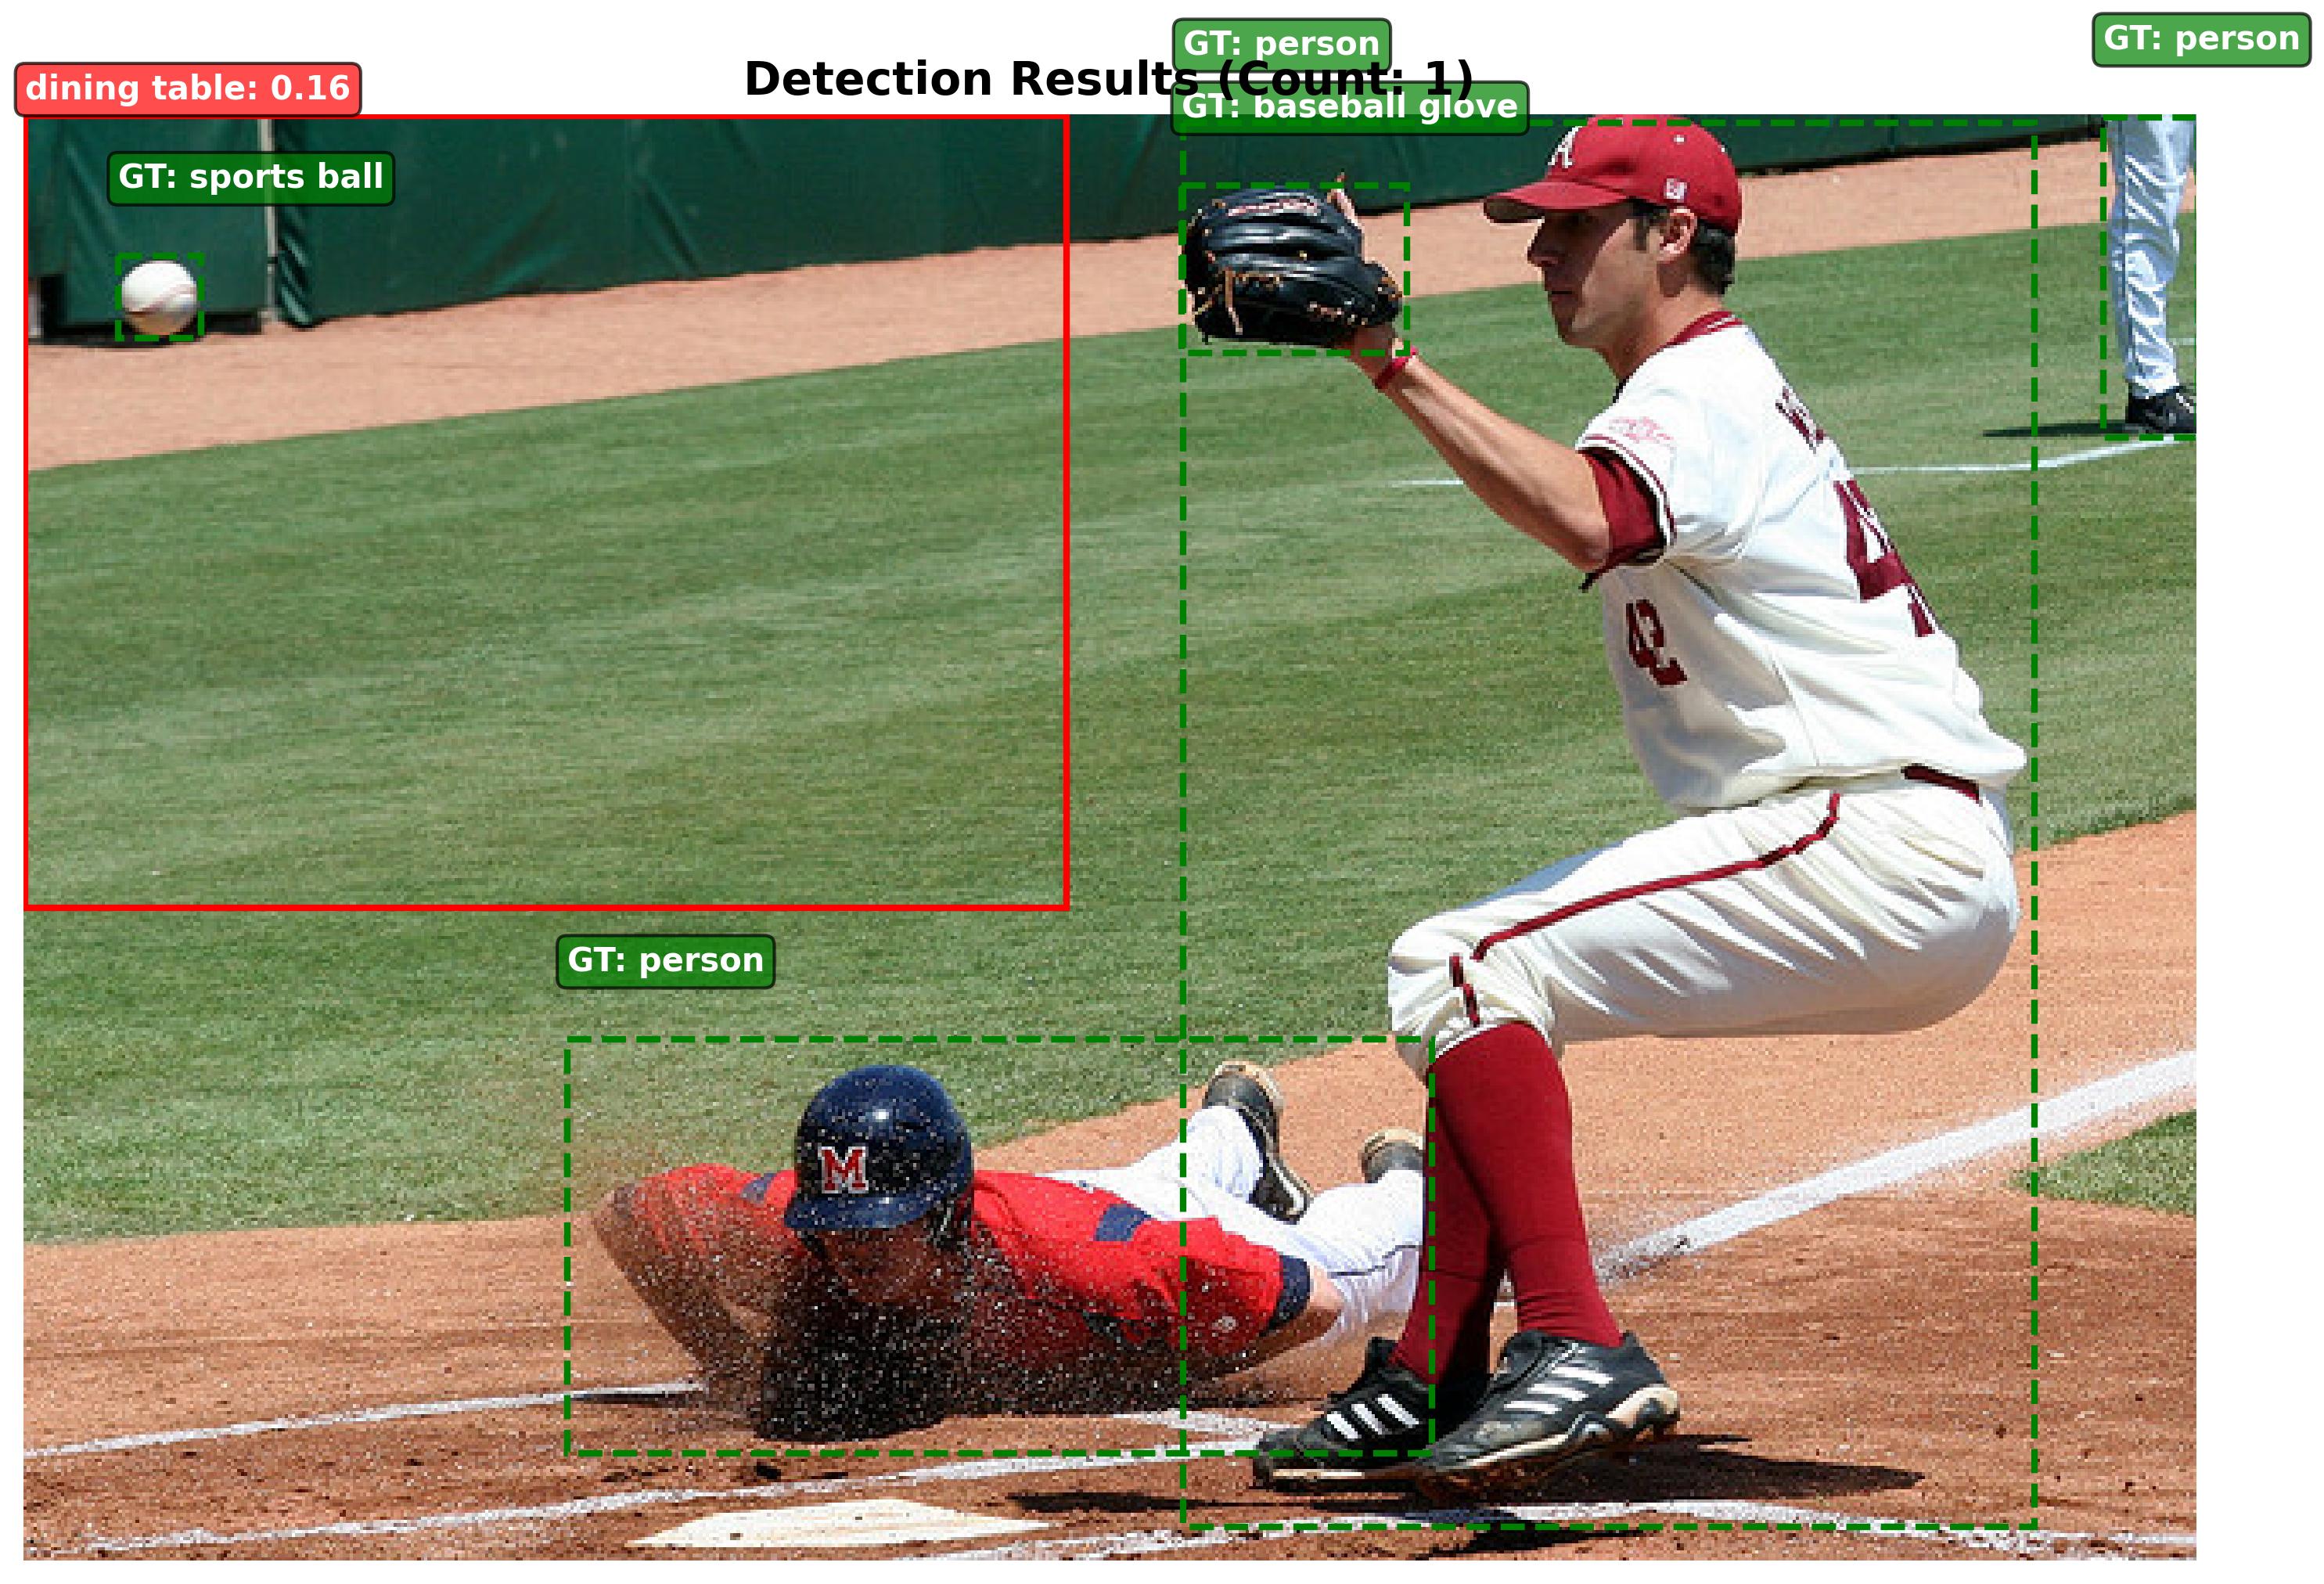 GT: person
GT: person
Detection Results (Count: 1)
dining table: 0.16
GT: baseball glove
GT: sports ball
A
42
GT: person
M